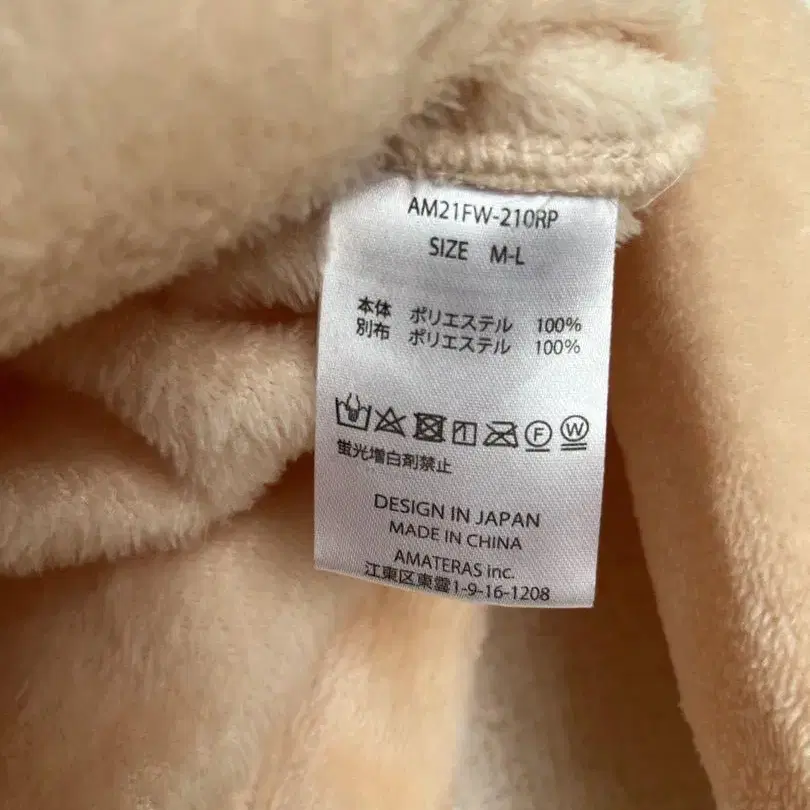 AM21FW-210RP
SIZE M-L
本体 ポリエステル 100%
別布 ポリエステル 100%
F W
蛍光増白剤禁止
DESIGN IN JAPAN
MADE IN CHINA
AMATERAS inc.
江東区東雲1-9-16-1208